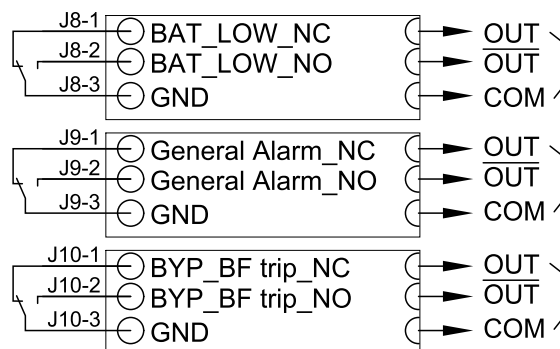 J8-1 BAT_LOW_NC OUT
J8-2 BAT_LOW_NO OUT
J8-3 GND COM
J9-1 General Alarm_NC OUT
J9-2 General Alarm_NO OUT
J9-3 GND COM
J10-1 BYP_BF trip_NC OUT
J10-2 BYP_BF trip_NO OUT
J10-3 GND COM